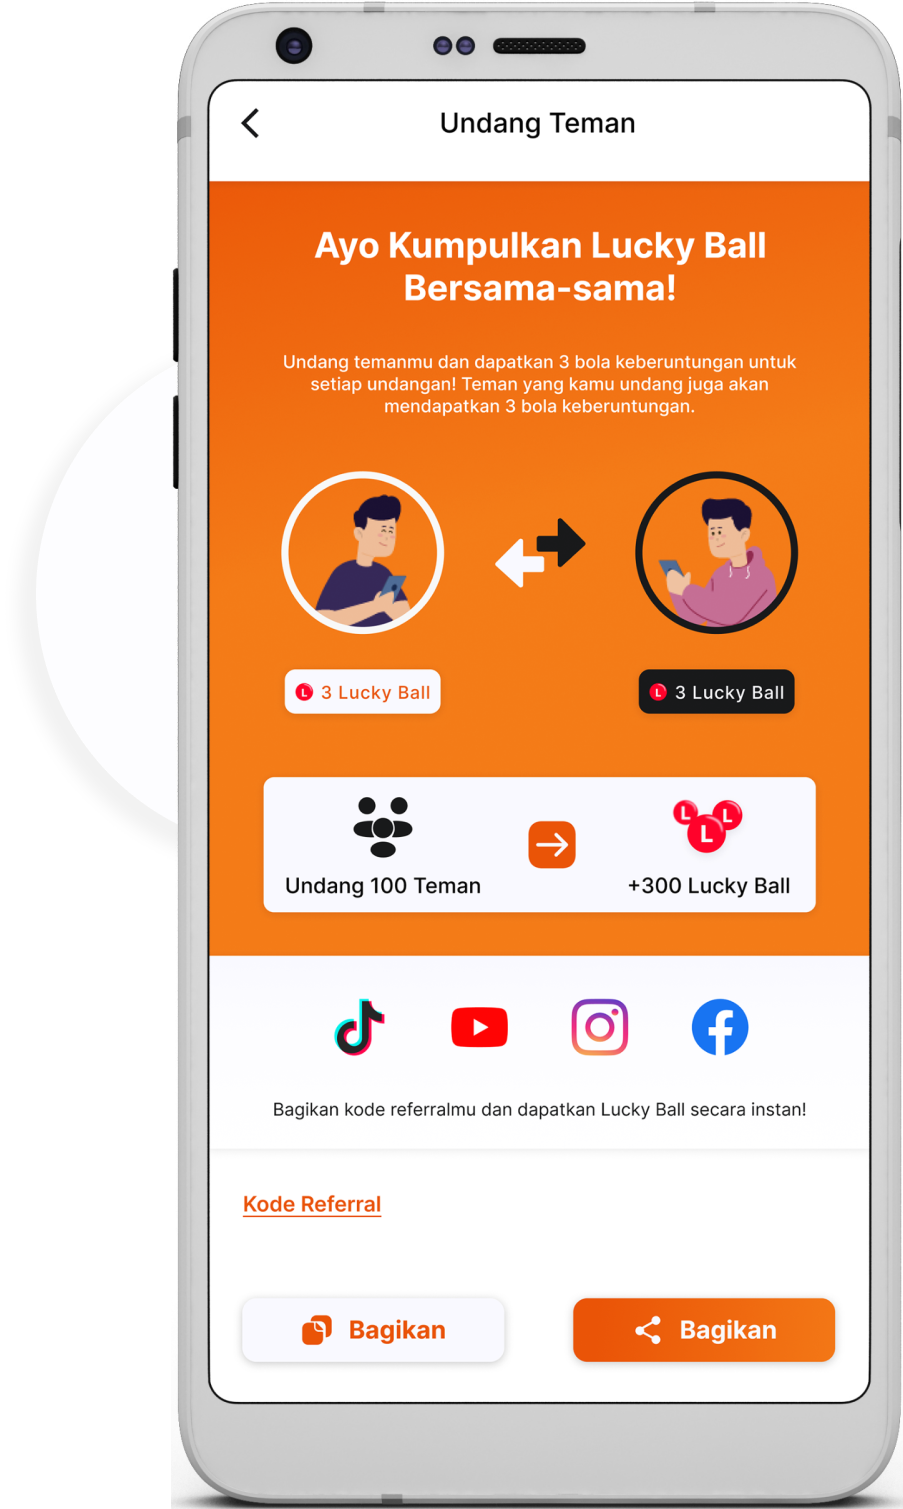 Undang Teman
Ayo Kumpulkan Lucky Ball
Bersama-sama!
Undang temanmu dan dapatkan 3 bola keberuntungan untuk
setiap undangan! Teman yang kamu undang juga akan
mendapatkan 3 bola keberuntungan.
L 3 Lucky Ball
L 3 Lucky Ball
L L L
Undang 100 Teman
+300 Lucky Ball
Bagikan kode referralmu dan dapatkan Lucky Ball secara instan!
Kode Referral
Bagikan
Bagikan